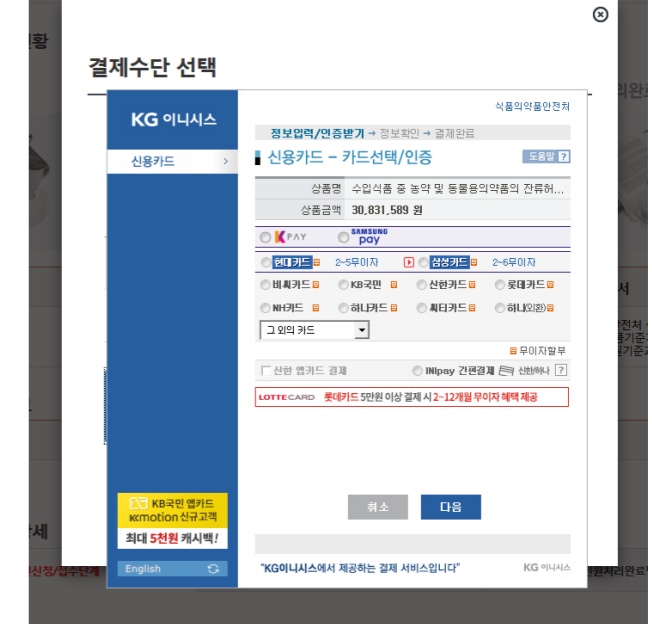 결제수단 선택
KG 이니시스
식품의약품안전처
정보입력/인증받기 → 정보확인 → 결제완료
신용카드
신용카드 – 카드선택/인증
도움말 ?
상품명 수입식품 중 농약 및 동물용의약품의 잔류허...
상품금액 30,831,589 원
K PAY
SAMSUNG pay
현대카드 2~5무이자
삼성카드 2~6무이자
비씨카드
KB국민
신한카드
롯데카드
NH카드
하나카드
씨티카드
하나(외환)
그 외의 카드
무이자할부
신한 앱카드 결제
INIpay 간편결제
신한/하나 ?
LOTTECARD 롯데카드 5만원 이상 결제 시 2~12개월 무이자 혜택 제공
취소
다음
KB국민 앱카드
K-motion 신규고객
최대 5천원 캐시백!
English
"KG이니시스에서 제공하는 결제 서비스입니다"
KG 이니시스